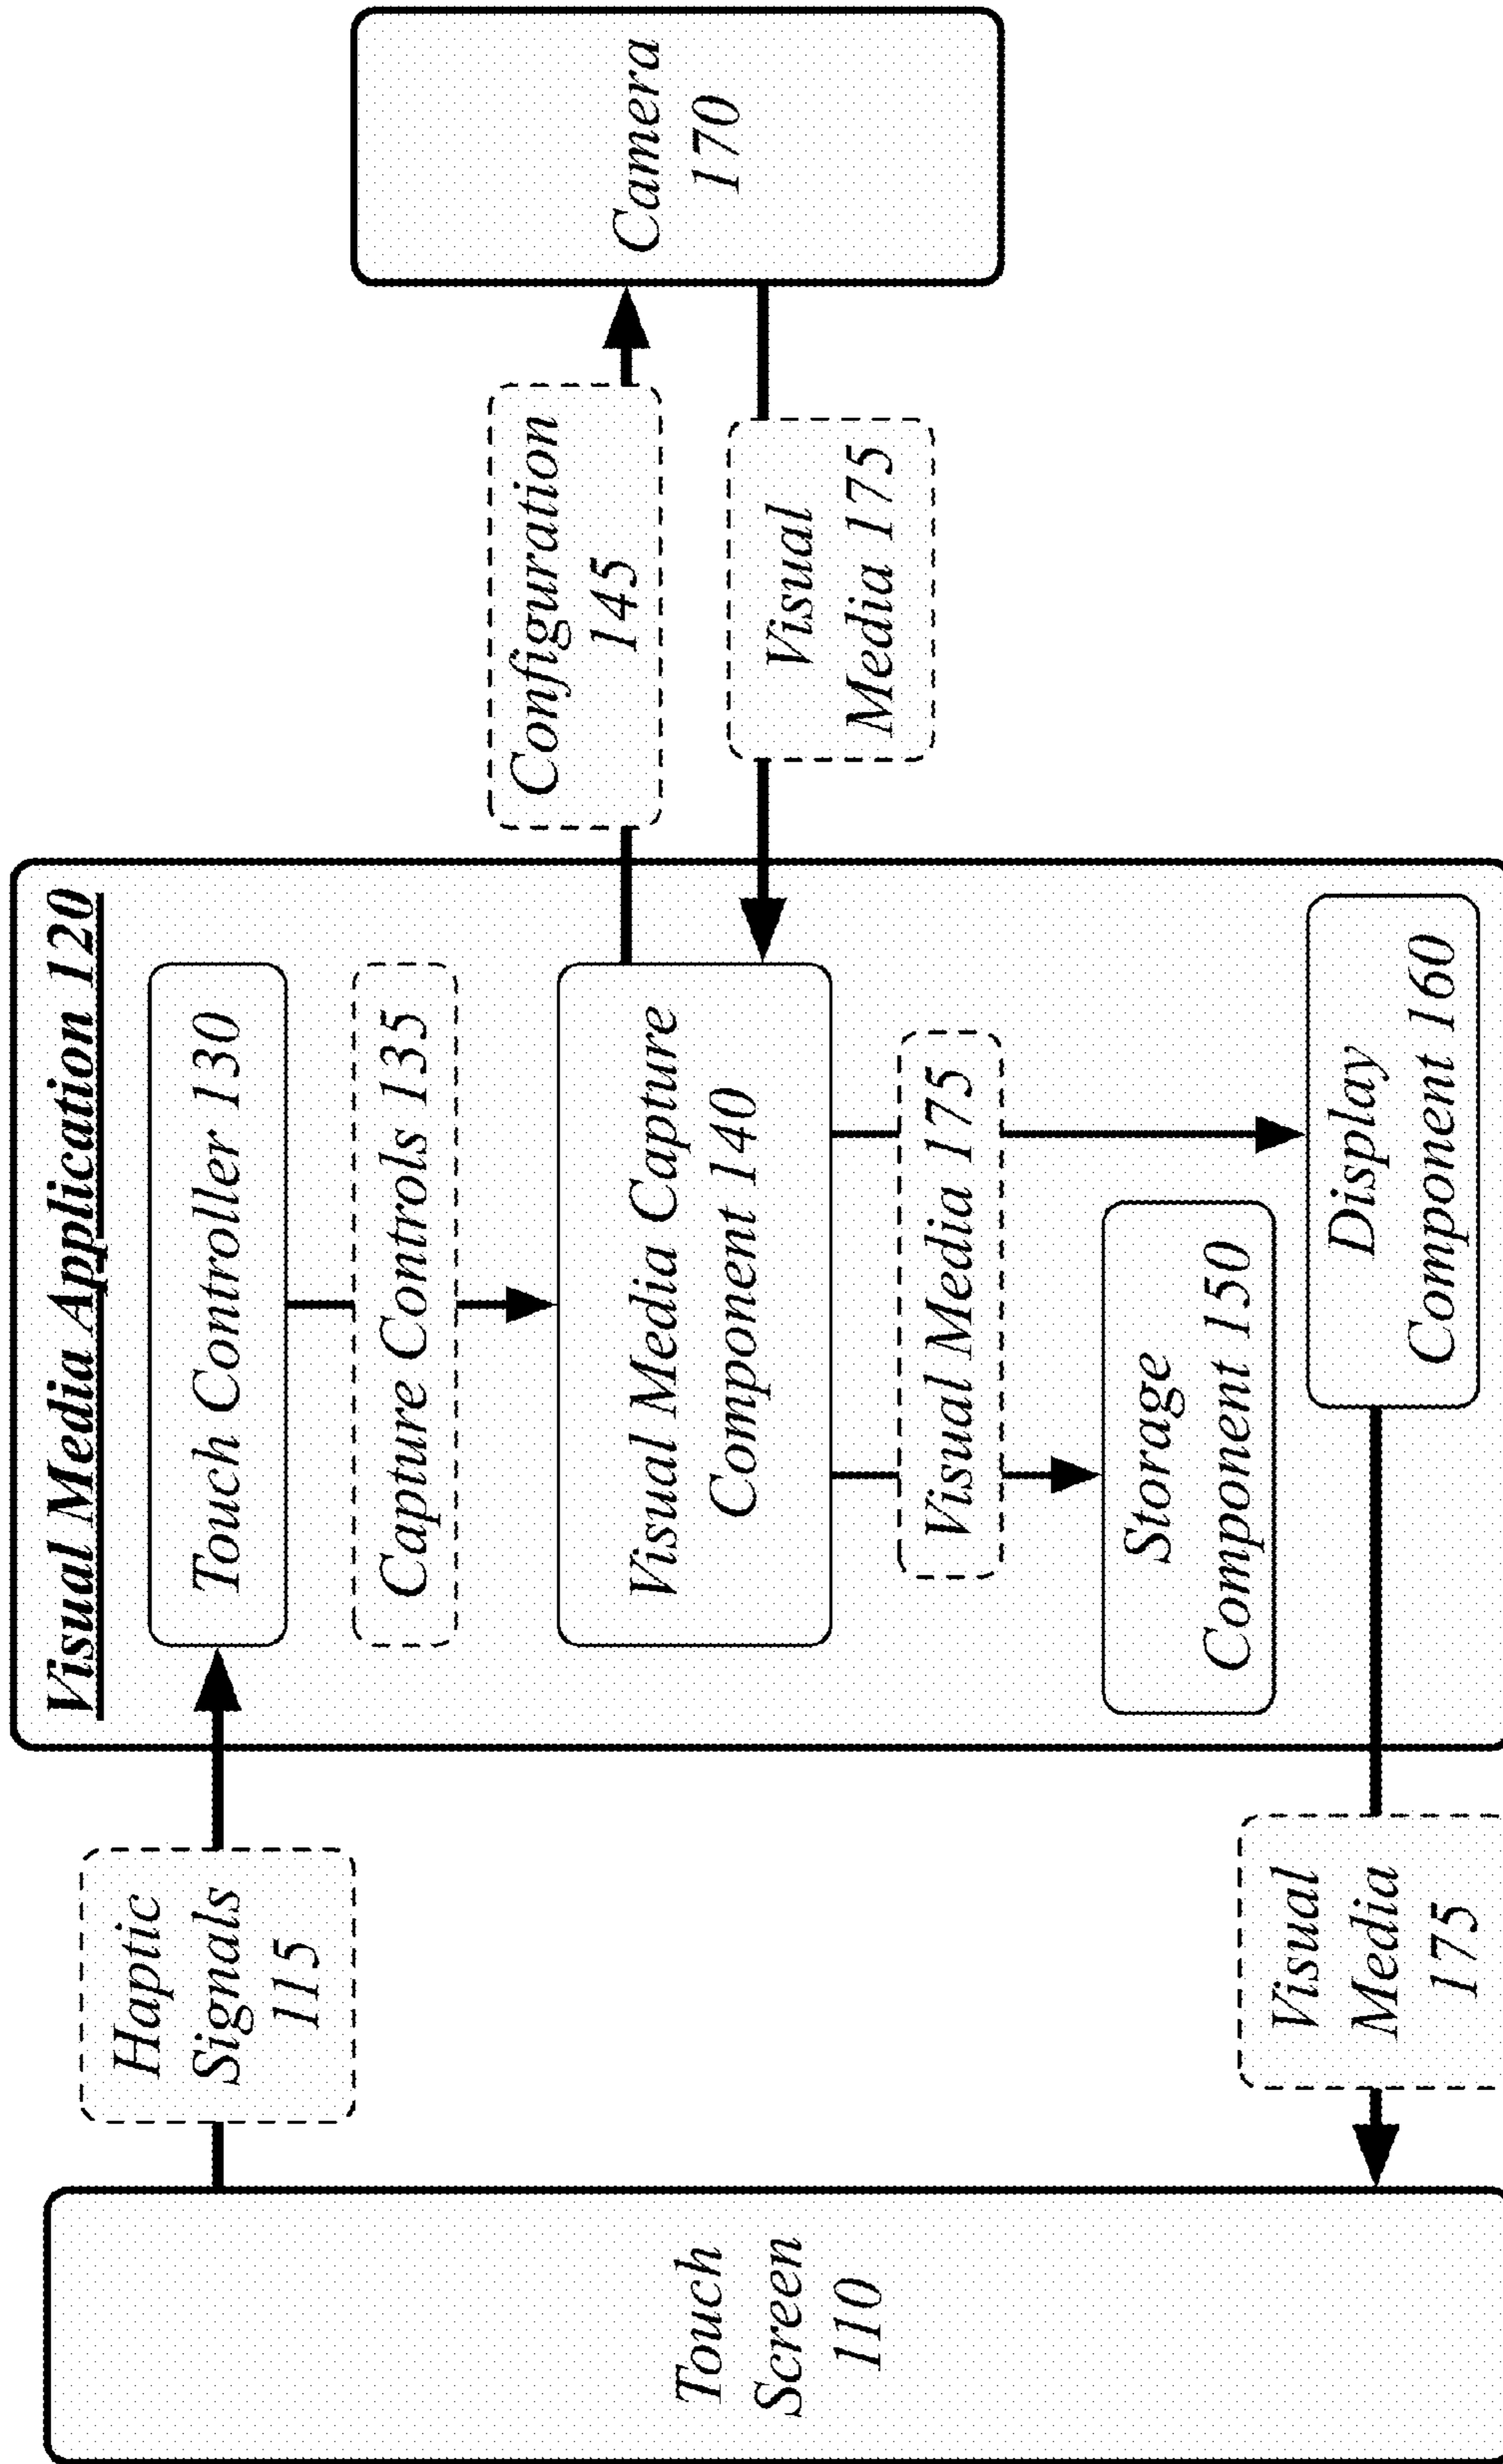 Visual Media Application 120
Touch
Screen
110
Haptic
Signals
115
Touch Controller 130
Capture Controls 135
Visual Media Capture
Component 140
Configuration
145
Camera
170
Visual
Media 175
Visual Media 175
Storage
Component 150
Display
Component 160
Visual
Media
175